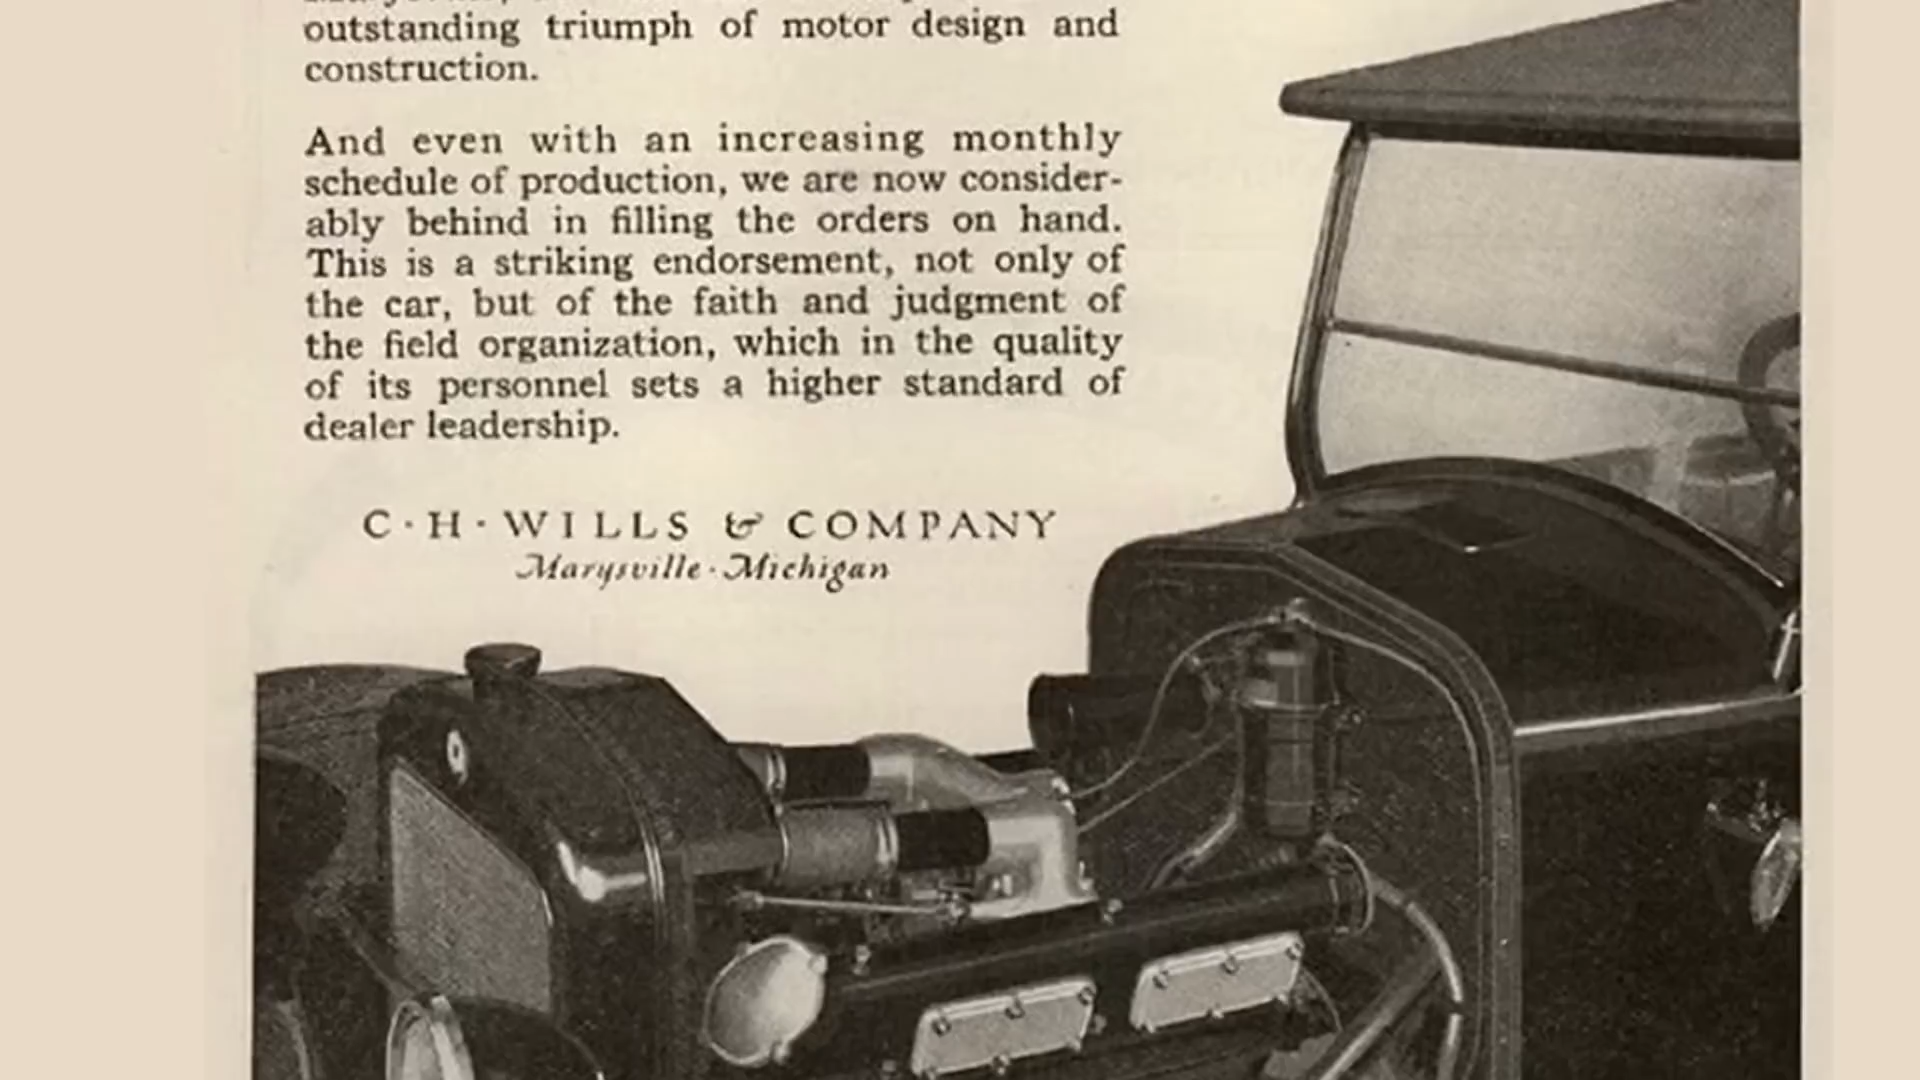 outstanding triumph of motor design and
construction.
And even with an increasing monthly
schedule of production, we are now consider-
ably behind in filling the orders on hand.
This is a striking endorsement, not only of
the car, but of the faith and judgment of
the field organization, which in the quality
of its personnel sets a higher standard of
dealer leadership.
C·H·WILLS & COMPANY
Marysville·Michigan